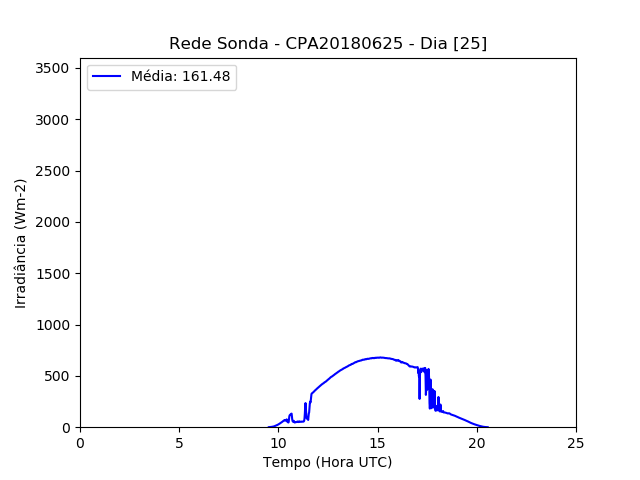 Rede Sonda - CPA20180625 - Dia [25]
Média: 161.48
3500
3000
2500
2000
1500
1000
500
0
Irradiância (Wm-2)
0 5 10 15 20 25
Tempo (Hora UTC)